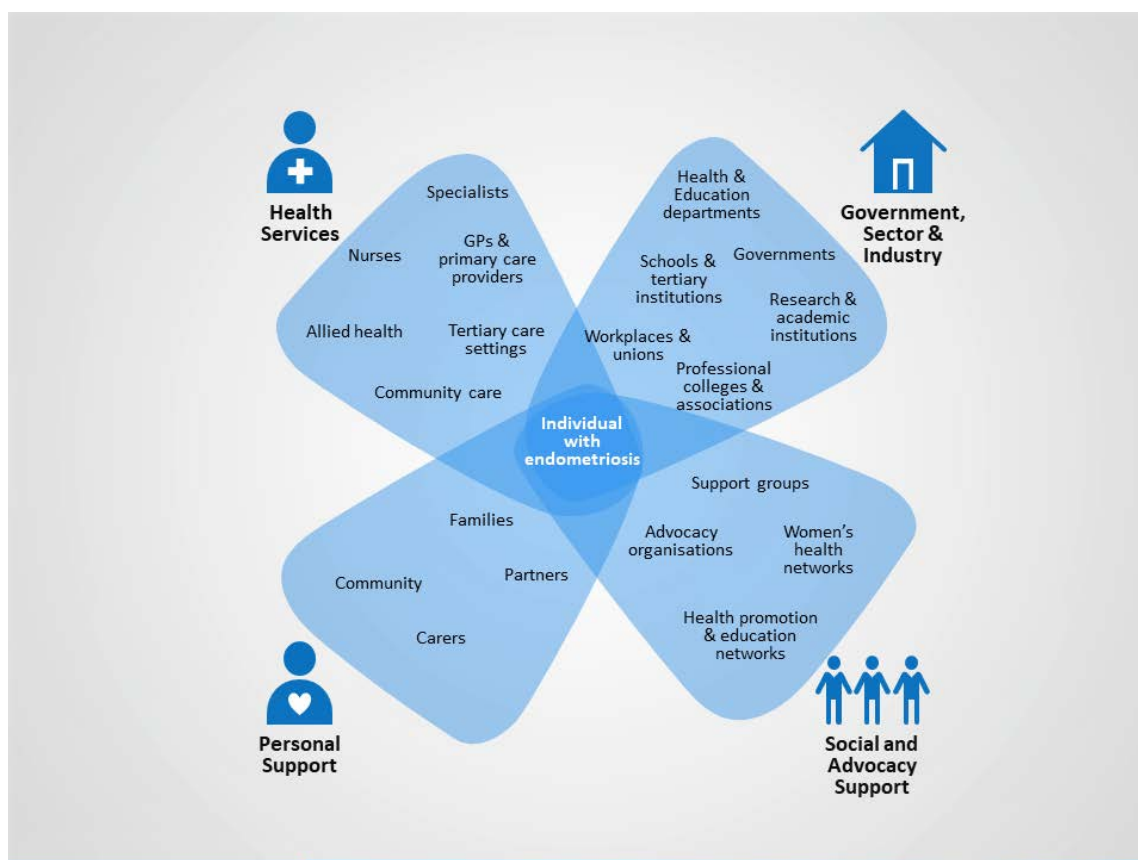 Health
Services
Specialists
Nurses
GPs &
primary care
providers
Allied health
Tertiary care
settings
Community care
Government,
Sector &
Industry
Health &
Education
departments
Governments
Schools &
tertiary
institutions
Research &
academic
institutions
Workplaces &
unions
Professional
colleges &
associations
Individual
with
endometriosis
Families
Partners
Community
Carers
Personal
Support
Support groups
Advocacy
organisations
Women's
health
networks
Health promotion
& education
networks
Social and
Advocacy
Support